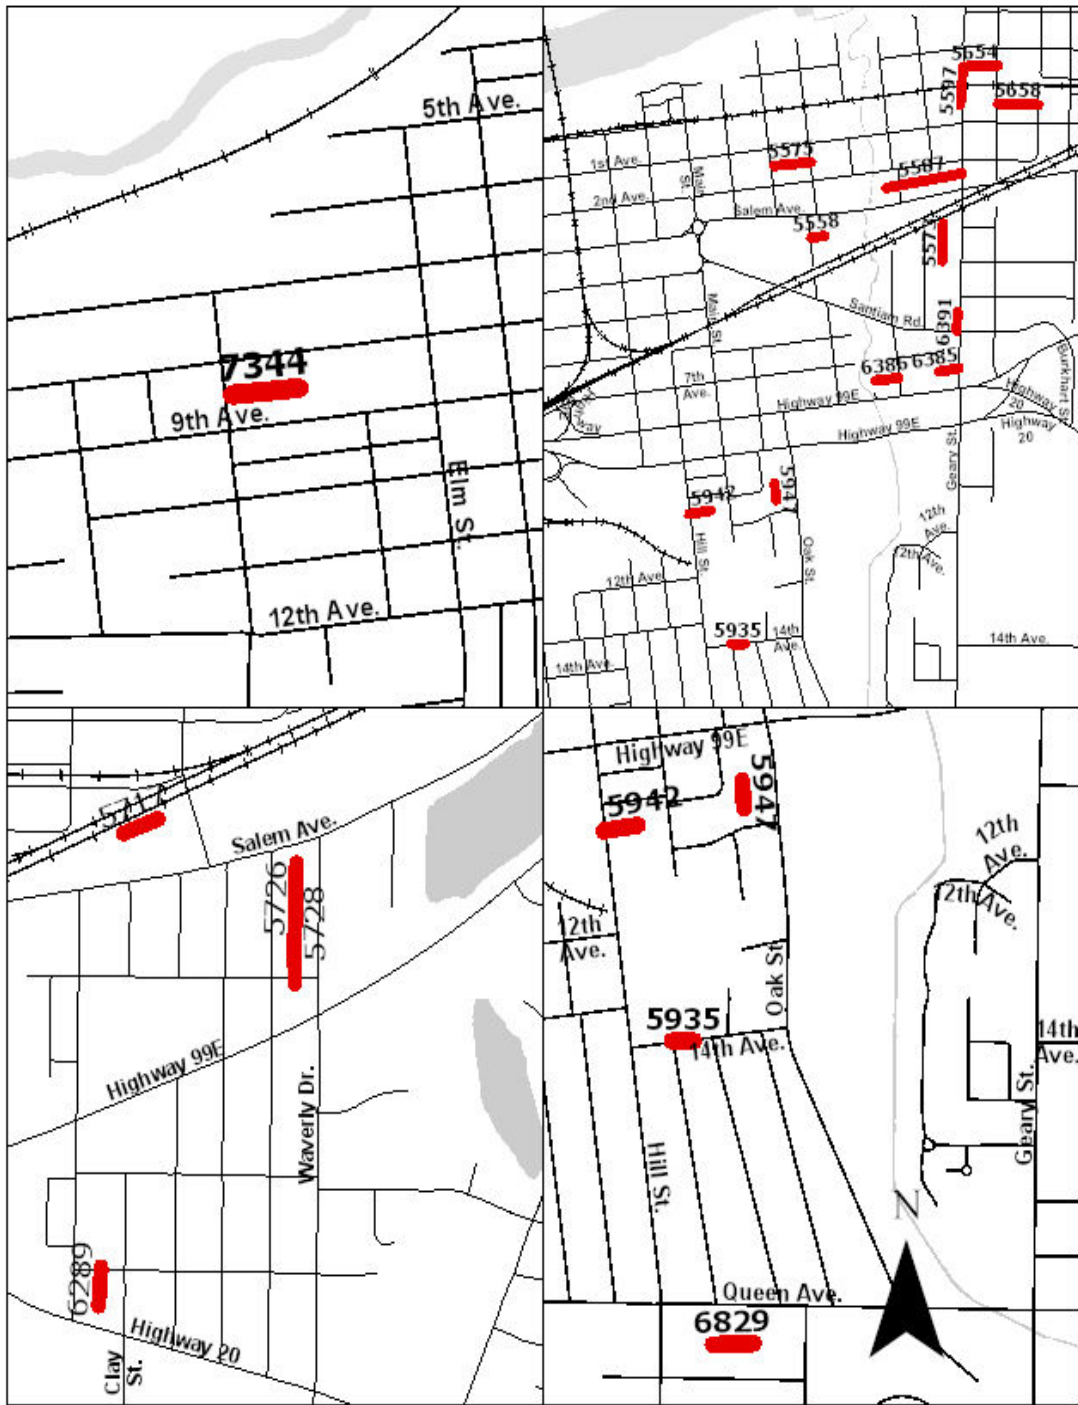 5th Ave.
7344
9th Ave.
Elm St.
12th Ave.
5654
5597
5658
5575
1st Ave.
Main St.
5587
2nd Ave.
Salem Ave.
5558
5573
Main St.
Santiam Rd.
6391
7th Ave.
6386
6385
Burkhart St.
Highway 20
Highway 99E
Highway
Highway 20
Highway 99E
Geary St.
5942
5947
12th Ave.
12th Ave.
Hill St.
Oak St.
12th Ave.
5935
14th Ave.
14th Ave.
14th Ave.
5717
Salem Ave.
5726
5728
Highway 99E
Waverly Dr.
6289
Highway 20
Clay St.
Highway 99E
5942
5947
12th Ave.
12th Ave.
12th Ave.
Oak St.
5935
14th Ave.
14th Ave.
Geary St.
Hill St.
N
Queen Ave.
6829